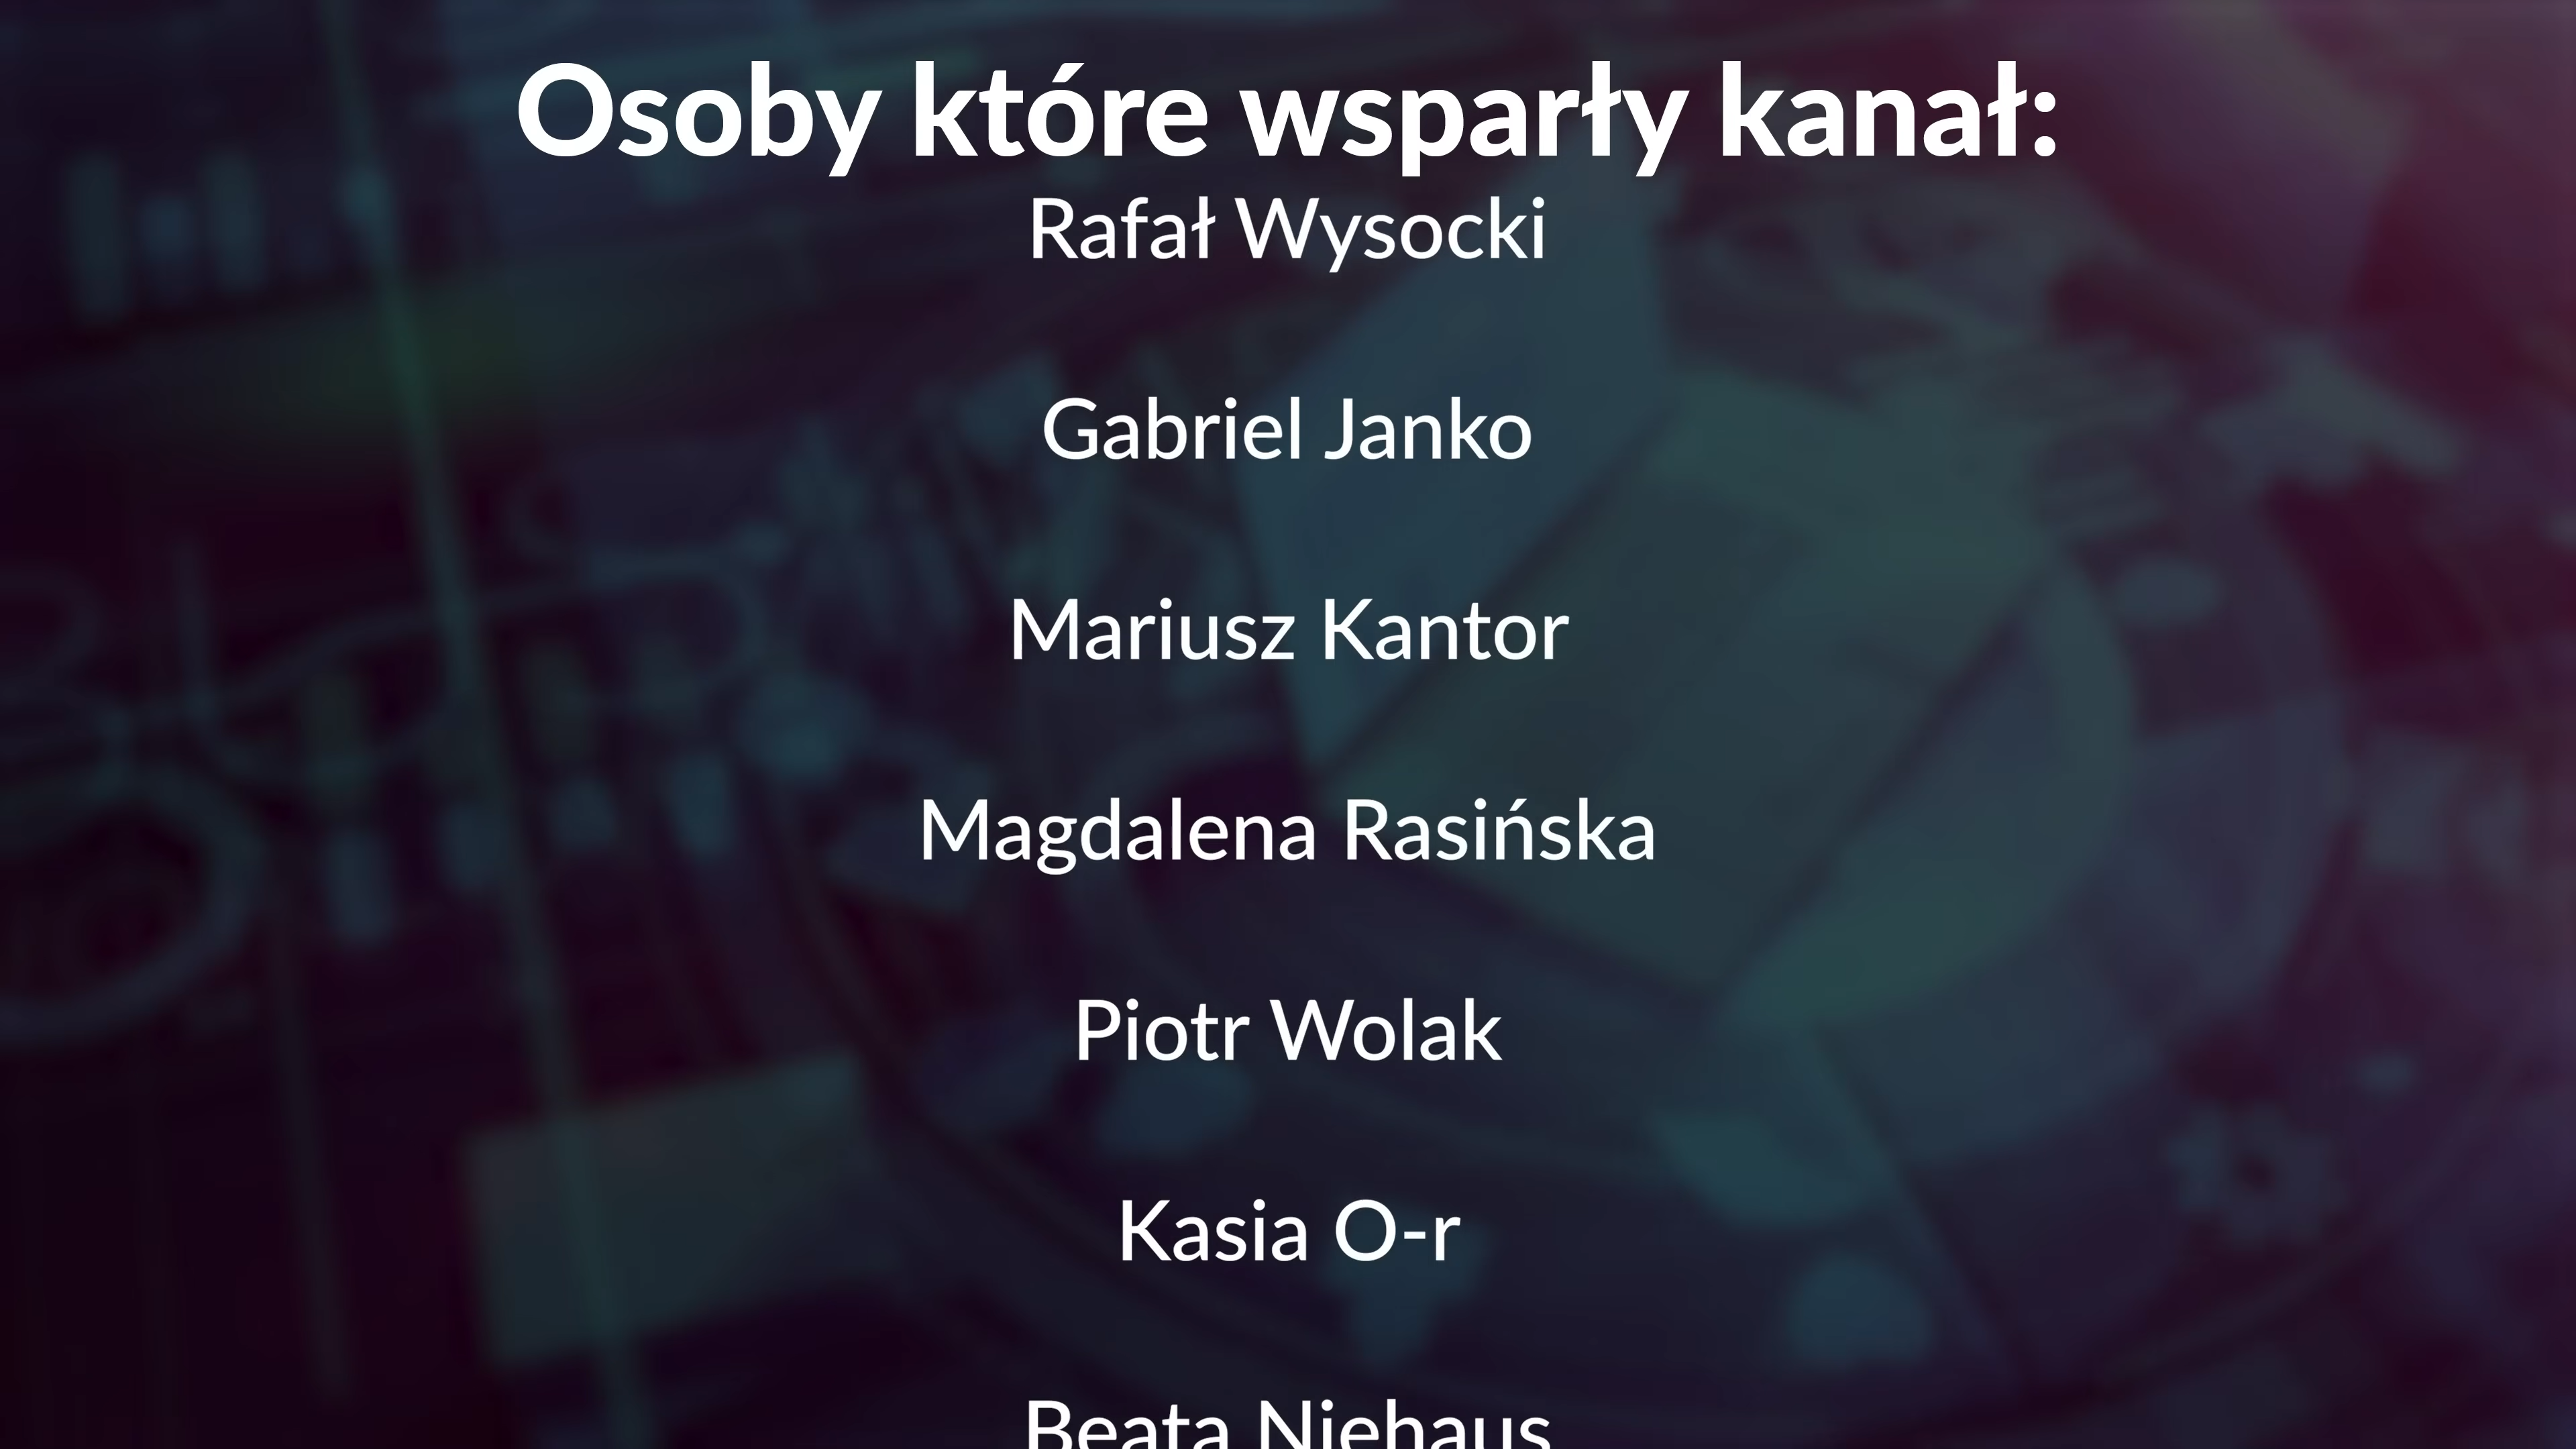 Osoby które wsparły kanał:
Rafał Wysocki
Gabriel Janko
Mariusz Kantor
Magdalena Rasińska
Piotr Wolak
Kasia O-r
Beata Niehaus